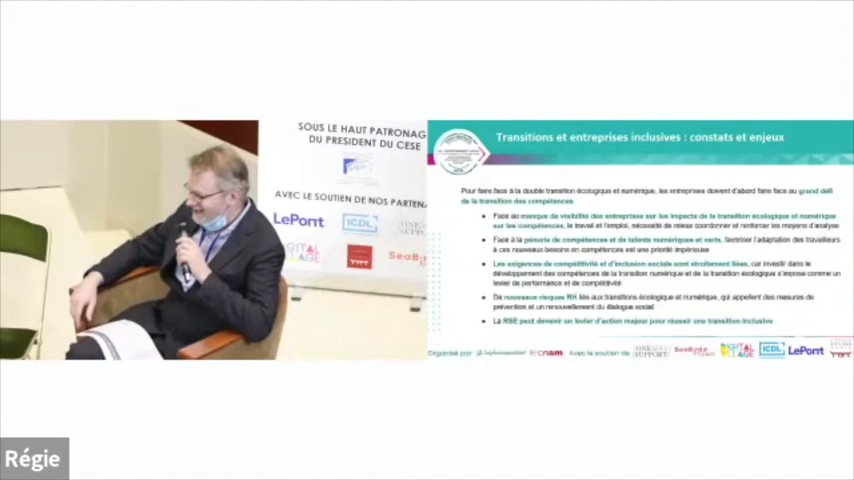 SOUS LE HAUT PATRONAG
DU PRESIDENT DU CESE
AVEC LE SOUTIEN DE NOS PARTENA
LePont
ICDL
DIGITAL
VILLAGE
SeaB
Transitions et entreprises inclusives : constats et enjeux
Pour faire face à la double transition écologique et numérique, les entreprises doivent d'abord faire face au grand défi
de la transition des compétences
Face au manque de visibilité des entreprises sur les impacts de la transition écologique et numérique
sur les compétences, le travail et l'emploi, nécessité de mieux coordonner et renforcer les moyens d'analyse
Face à la pénurie de compétences et de talents numériques et verts, favoriser l'adaptation des travailleurs
à ces nouveaux besoins en compétences est une priorité impérieuse
Les exigences de compétitivité et d'inclusion sociale sont étroitement liées, car investir dans le
développement des compétences de la transition numérique et de la transition écologique s'impose comme un
levier de performance et de compétitivité
De nouveaux risques RH liés aux transitions écologique et numérique, qui appellent des mesures de
prévention et un renouvellement du dialogue social
La RSE peut devenir un levier d'action majeur pour réussir une transition inclusive
Organisé par : le cnam Avec le soutien de ONE SUPPORT SeaBird DIGITAL VILLAGE ICDL LePont
Régie